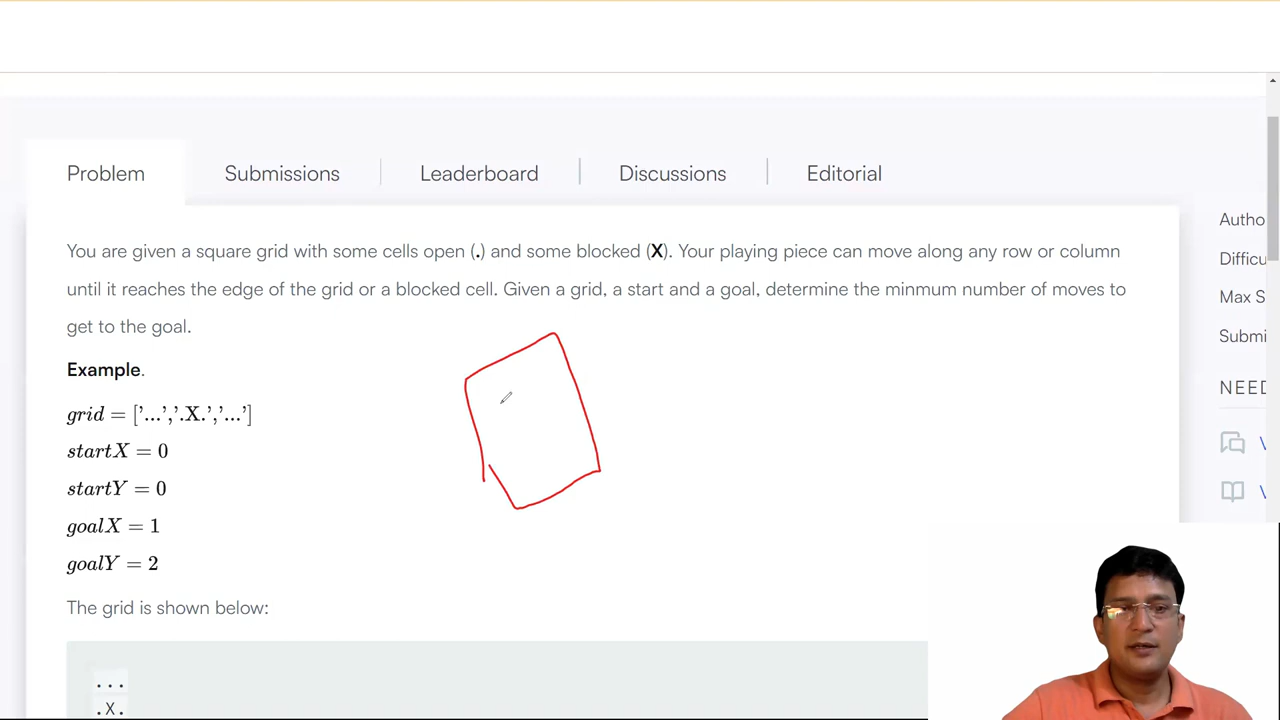 Problem
Submissions
Leaderboard
Discussions
Editorial
You are given a square grid with some cells open (.) and some blocked (X). Your playing piece can move along any row or column
until it reaches the edge of the grid or a blocked cell. Given a grid, a start and a goal, determine the minmum number of moves to
get to the goal.
Example.
grid = ['...','.X.','...']
startX = 0
startY = 0
goalX = 1
goalY = 2
The grid is shown below:
...
.X.
Autho
Difficu
Max S
Submi
NEED